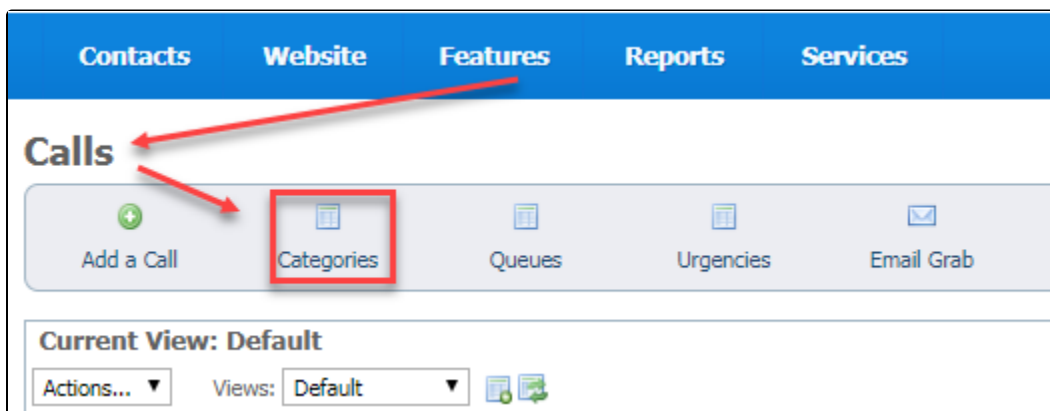 Contacts Website Features Reports Services
Calls
Add a Call Categories Queues Urgencies Email Grab
Current View: Default
Actions... Views: Default